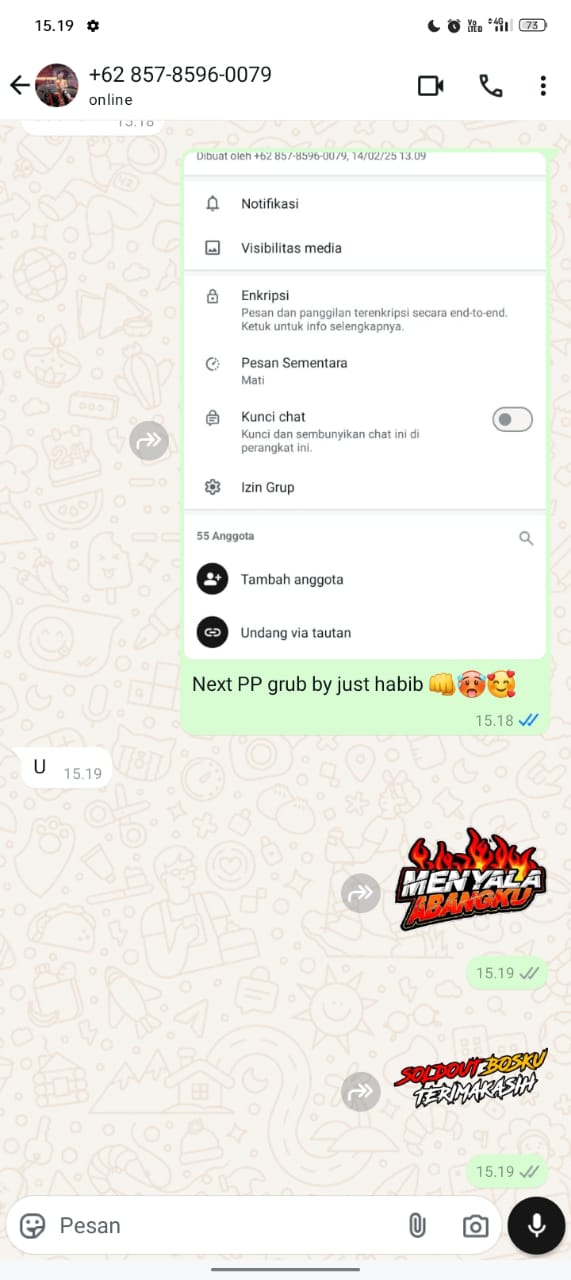 15.19
Vo
LTE
4G
73
+62 857-8596-0079
online
15.18
Dibuat oleh +62 857-8596-0079, 14/02/25 13.09
Notifikasi
Visibilitas media
Enkripsi
Pesan dan panggilan terenkripsi secara end-to-end.
Ketuk untuk info selengkapnya.
Pesan Sementara
Mati
Kunci chat
Kunci dan sembunyikan chat ini di
perangkat ini.
Izin Grup
55 Anggota
Tambah anggota
Undang via tautan
Next PP grub by just habib 👊🥵🥰
15.18
U
15.19
MENYALA
ABANGKU
15.19
SOLDOUT BOSKU
TERIMAKASIH
15.19
Pesan